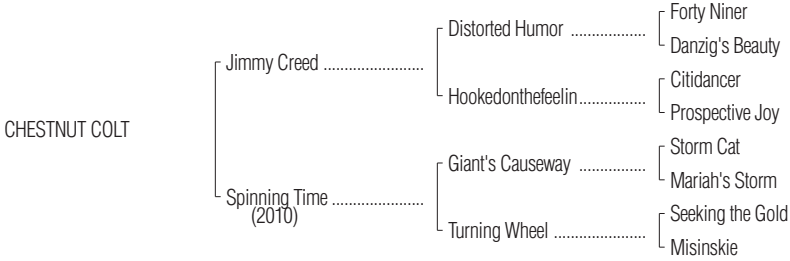 Forty Niner
Distorted Humor ..................
Danzig's Beauty
Jimmy Creed ........................
Citidancer
Hookedonthefeelin................
Prospective Joy
CHESTNUT COLT
Storm Cat
Giant's Causeway ................
Mariah's Storm
Spinning Time ......................
(2010)
Seeking the Gold
Turning Wheel ......................
Misinskie